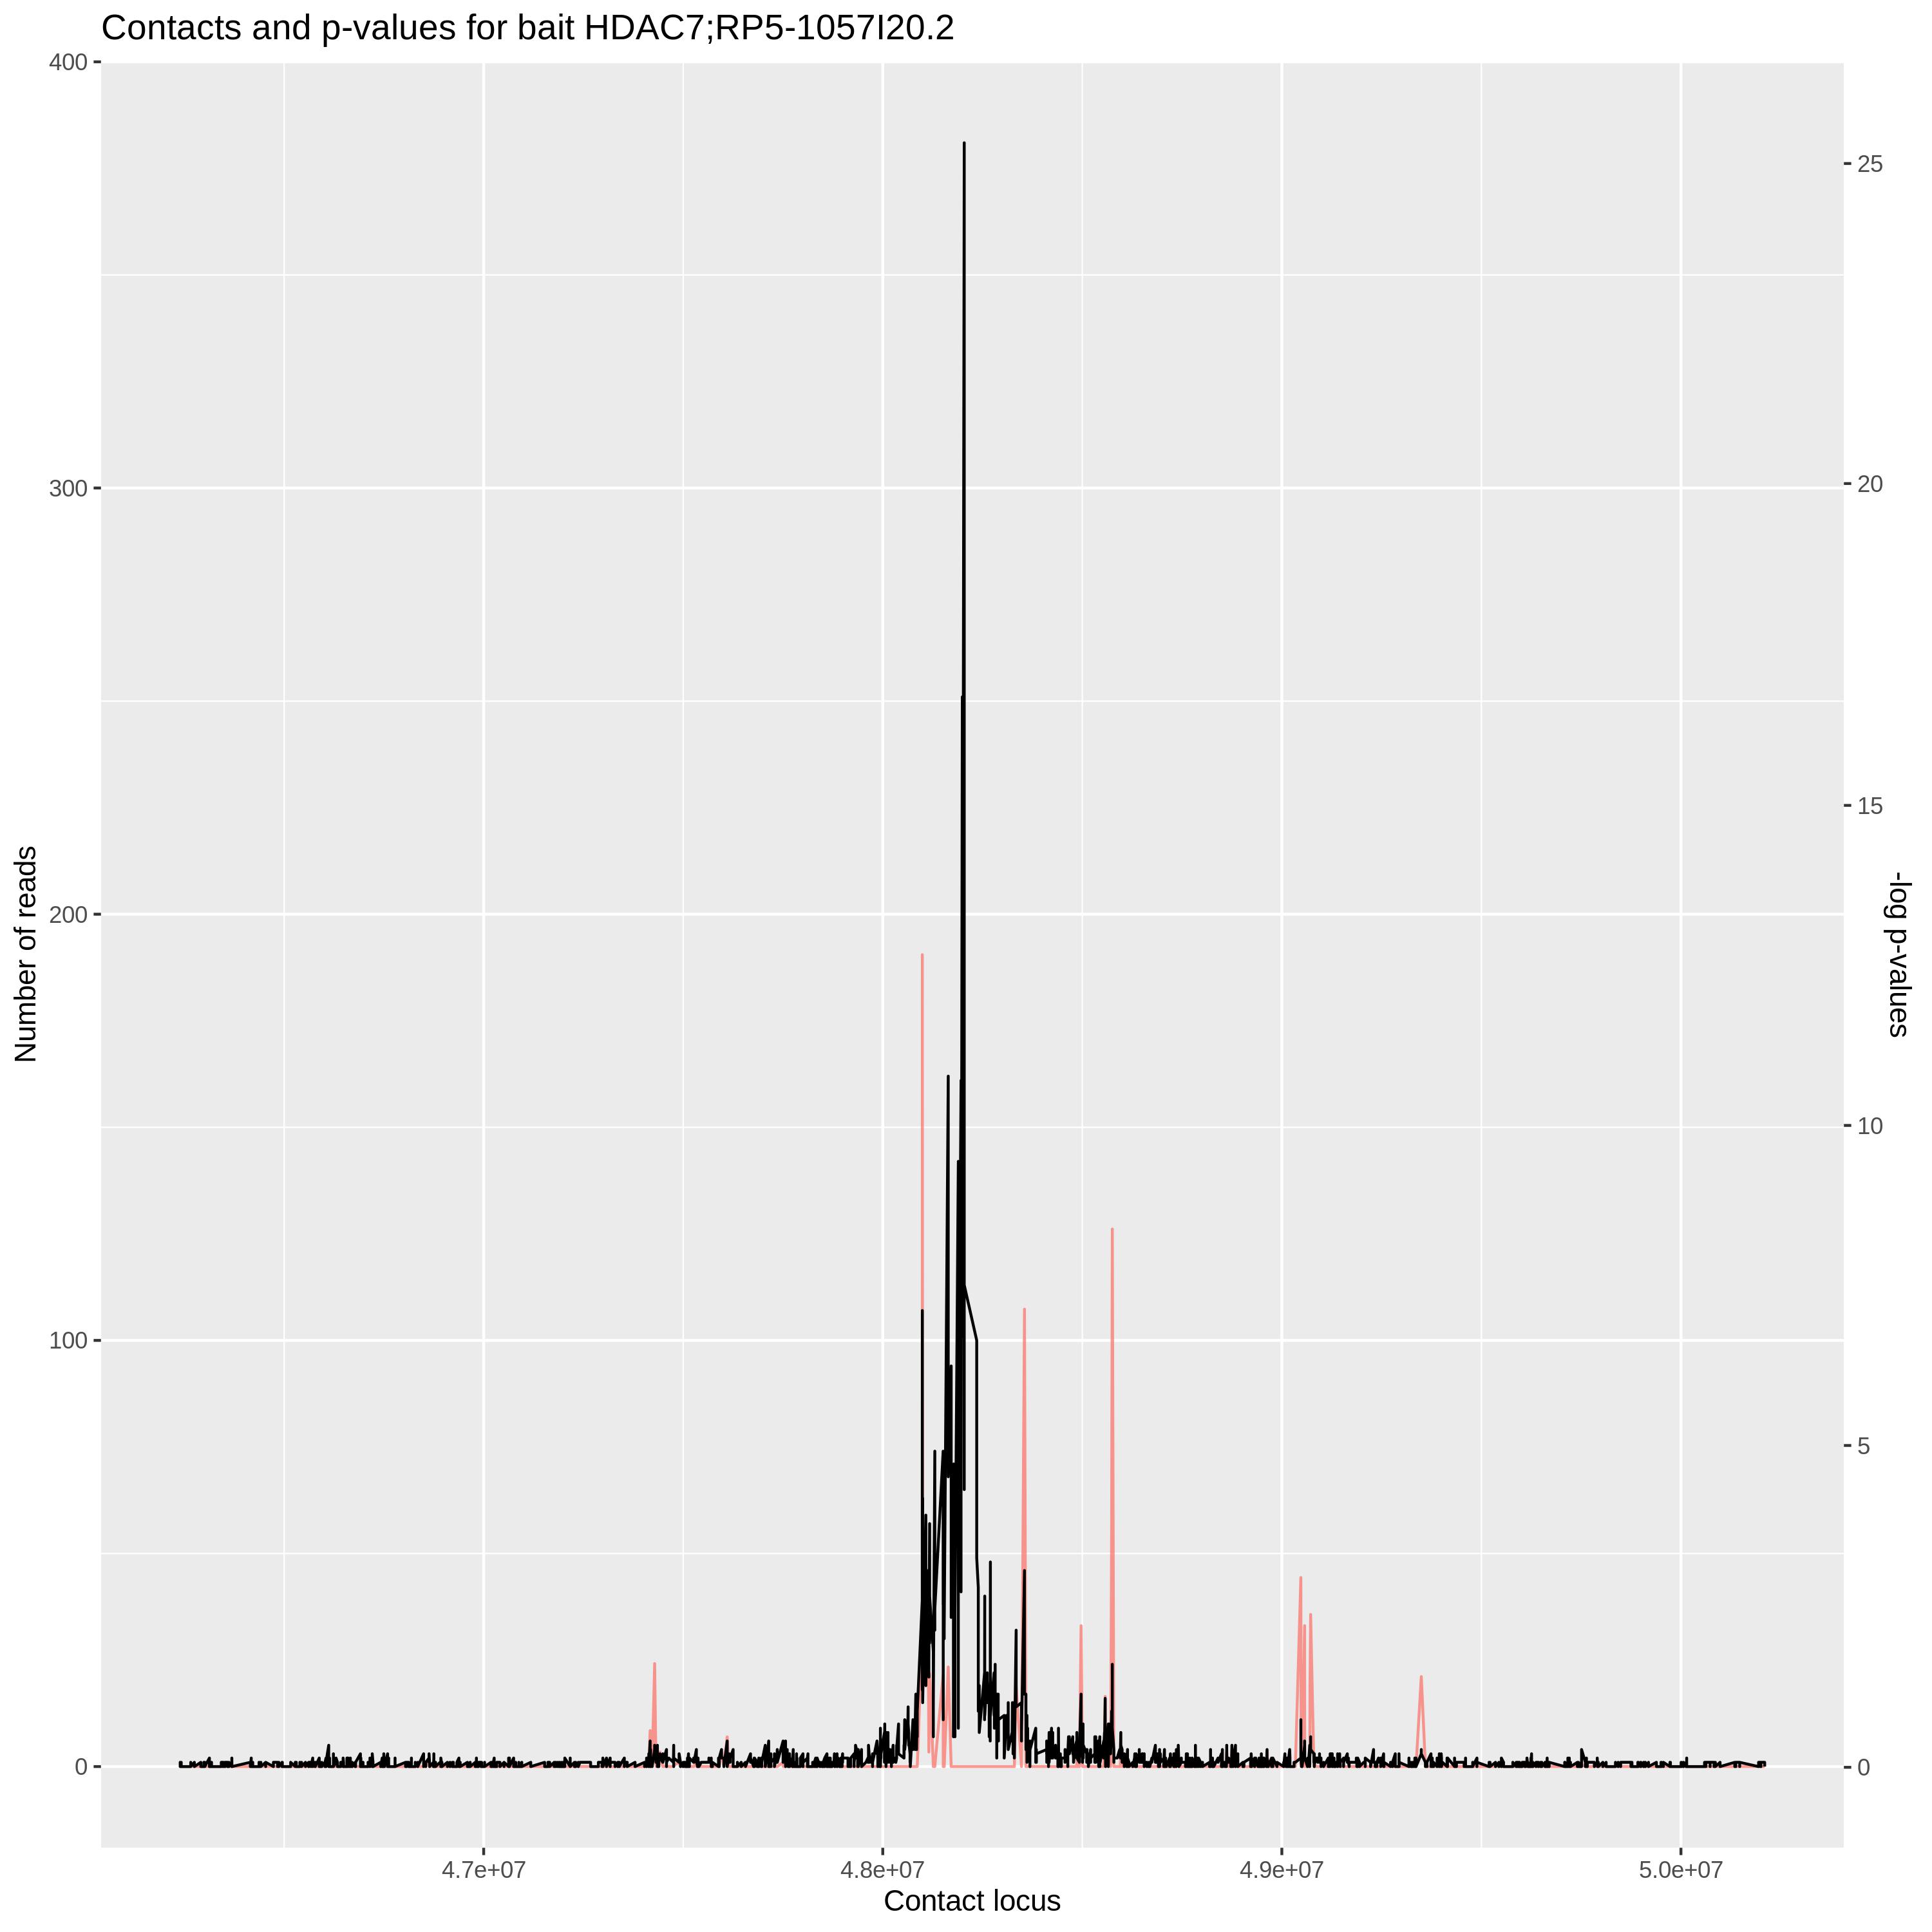 Contacts and p-values for bait HDAC7;RP5-1057I20.2
400
300
200
100
0
Number of reads
25
20
15
10
5
0
-log p-values
4.7e+07
4.8e+07
4.9e+07
5.0e+07
Contact locus